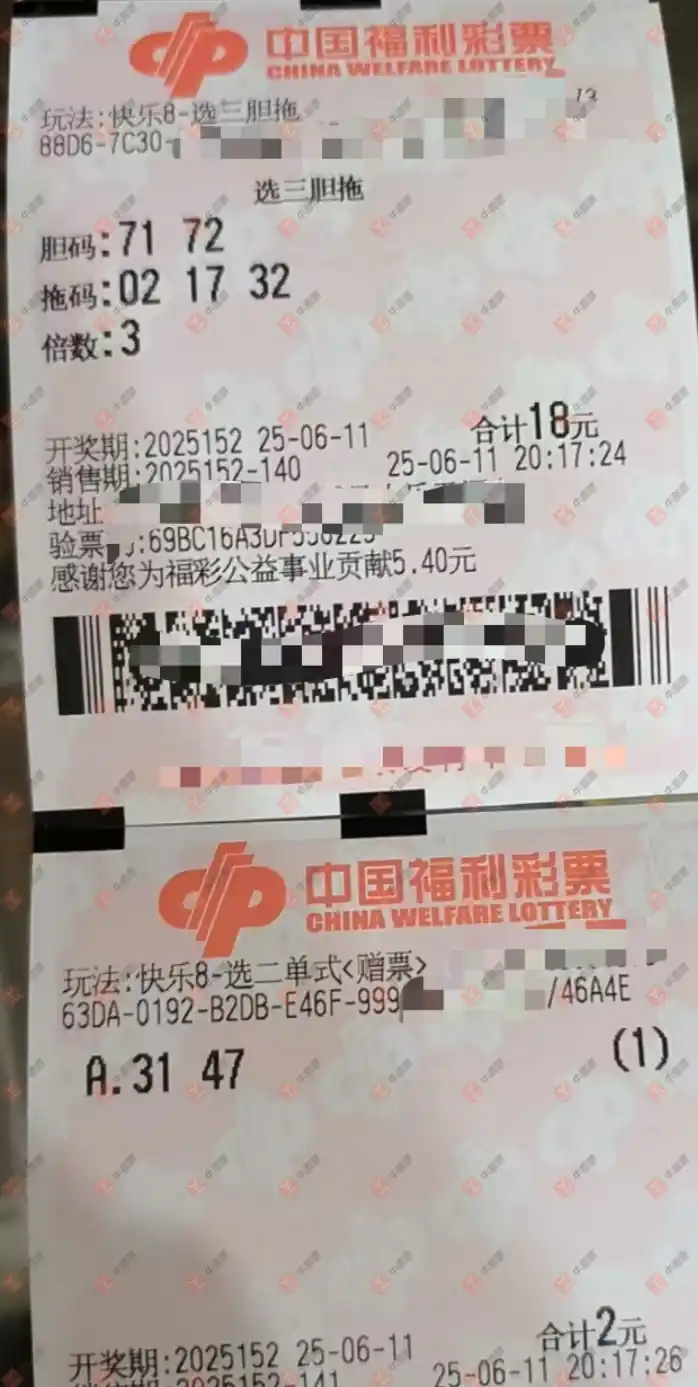 中国福利彩票
CHINA WELFARE LOTTERY
玩法:快乐8-选三胆拖
88D6-7C30-
选三胆拖
胆码:71 72
拖码:02 17 32
倍数:3
合计18元
开奖期:2025152 25-06-11
销售期:2025152-140 25-06-11 20:17:24
地址
验票
感谢您为福彩公益事业贡献5.40元
中国福利彩票
CHINA WELFARE LOTTERY
玩法:快乐8-选二单式<赠票>
63DA-0192-B2DB-E46F-999 /46A4E
A.31 47 (1)
合计2元
开奖期:2025152 25-06-11
25-06-11 20:17:26